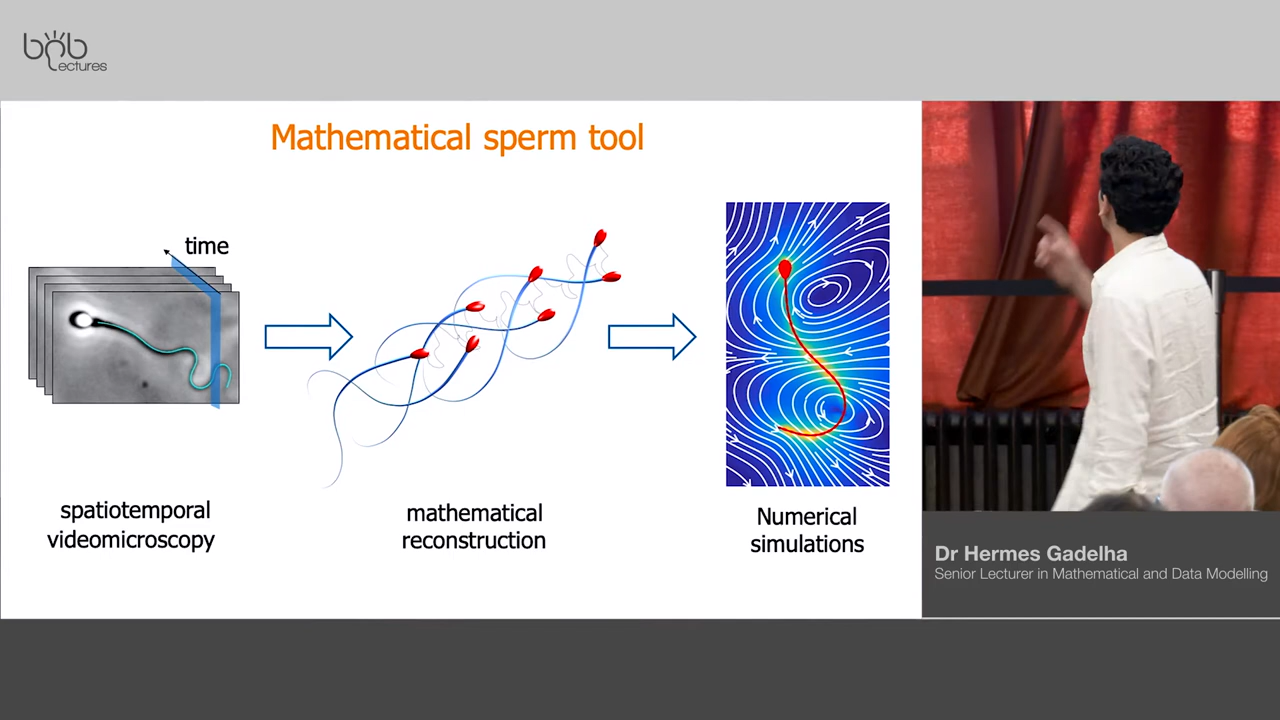 bnb
Lectures
Mathematical sperm tool
time
spatiotemporal
videomicroscopy
mathematical
reconstruction
Numerical
simulations
Dr Hermes Gadelha
Senior Lecturer in Mathematical and Data Modelling